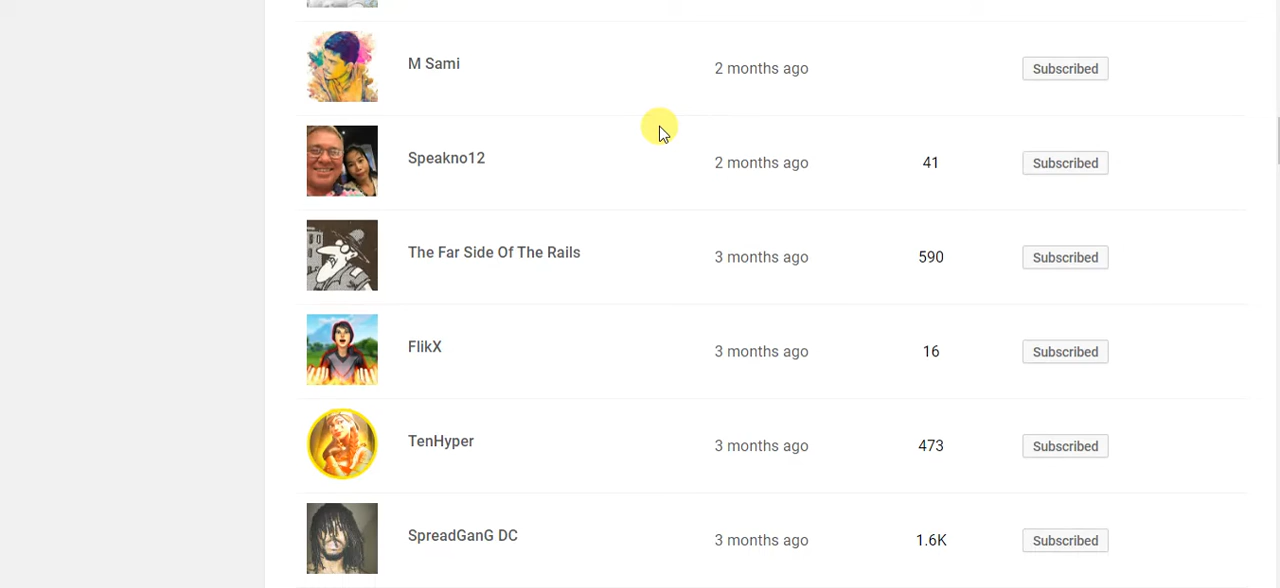 M Sami 2 months ago Subscribed
Speakno12 2 months ago 41 Subscribed
The Far Side Of The Rails 3 months ago 590 Subscribed
FlikX 3 months ago 16 Subscribed
TenHyper 3 months ago 473 Subscribed
SpreadGanG DC 3 months ago 1.6K Subscribed